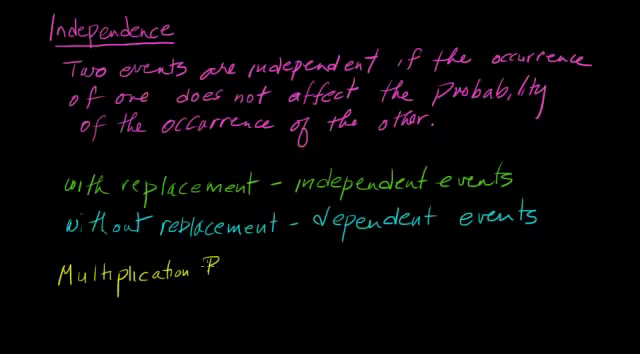 Independence
Two events are independent if the occurrence
of one does not affect the probability
of the occurrence of the other.
with replacement - independent events
without replacement - dependent events
Multiplication P